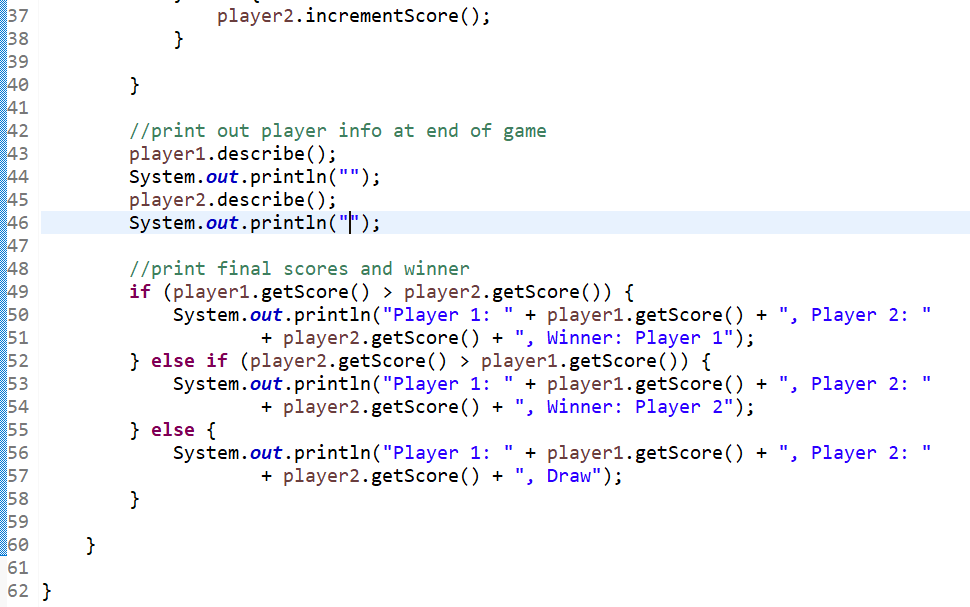 37                 player2.incrementScore();
38             }
39
40         }
41
42         //print out player info at end of game
43         player1.describe();
44         System.out.println("");
45         player2.describe();
46         System.out.println("");
47
48         //print final scores and winner
49         if (player1.getScore() > player2.getScore()) {
50             System.out.println("Player 1: " + player1.getScore() + ", Player 2: "
51                     + player2.getScore() + ", Winner: Player 1");
52         } else if (player2.getScore() > player1.getScore()) {
53             System.out.println("Player 1: " + player1.getScore() + ", Player 2: "
54                     + player2.getScore() + ", Winner: Player 2");
55         } else {
56             System.out.println("Player 1: " + player1.getScore() + ", Player 2: "
57                     + player2.getScore() + ", Draw");
58         }
59
60     }
61
62 }